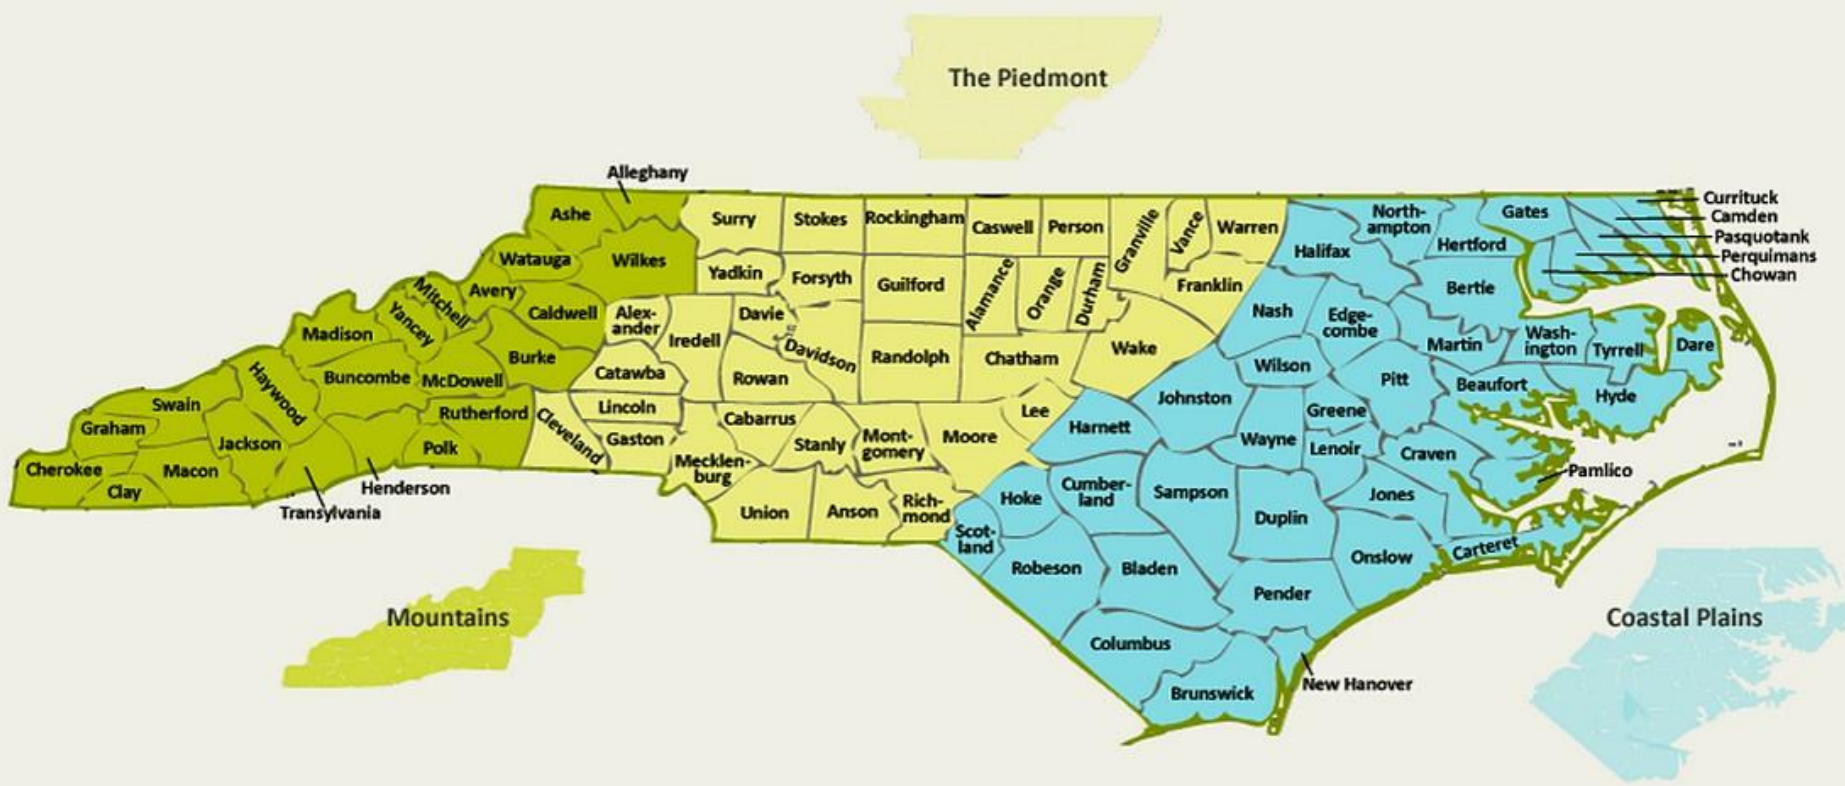 The Piedmont
Alleghany
Ashe
Surry
Stokes
Rockingham
Caswell
Person
Granville
Vance
Warren
North-
ampton
Gates
Currituck
Camden
Pasquotank
Perquimans
Chowan
Watauga
Wilkes
Yadkin
Forsyth
Guilford
Alamance
Orange
Durham
Franklin
Halifax
Hertford
Bertie
Mitchell
Avery
Caldwell
Alex-
ander
Iredell
Davie
Davidson
Randolph
Chatham
Wake
Nash
Edge-
combe
Martin
Wash-
ington
Tyrrell
Dare
Madison
Yancey
Burke
Catawba
Rowan
Wilson
Pitt
Beaufort
Hyde
Haywood
Buncombe
McDowell
Swain
Rutherford
Cleveland
Lincoln
Cabarrus
Lee
Johnston
Greene
Graham
Jackson
Polk
Gaston
Stanly
Mont-
gomery
Moore
Harnett
Wayne
Lenoir
Craven
Pamlico
Cherokee
Macon
Clay
Henderson
Transylvania
Mecklen-
burg
Union
Anson
Rich-
mond
Hoke
Cumber-
land
Sampson
Duplin
Jones
Scot-
land
Robeson
Bladen
Onslow
Carteret
Pender
Columbus
Brunswick
New Hanover
Mountains
Coastal Plains